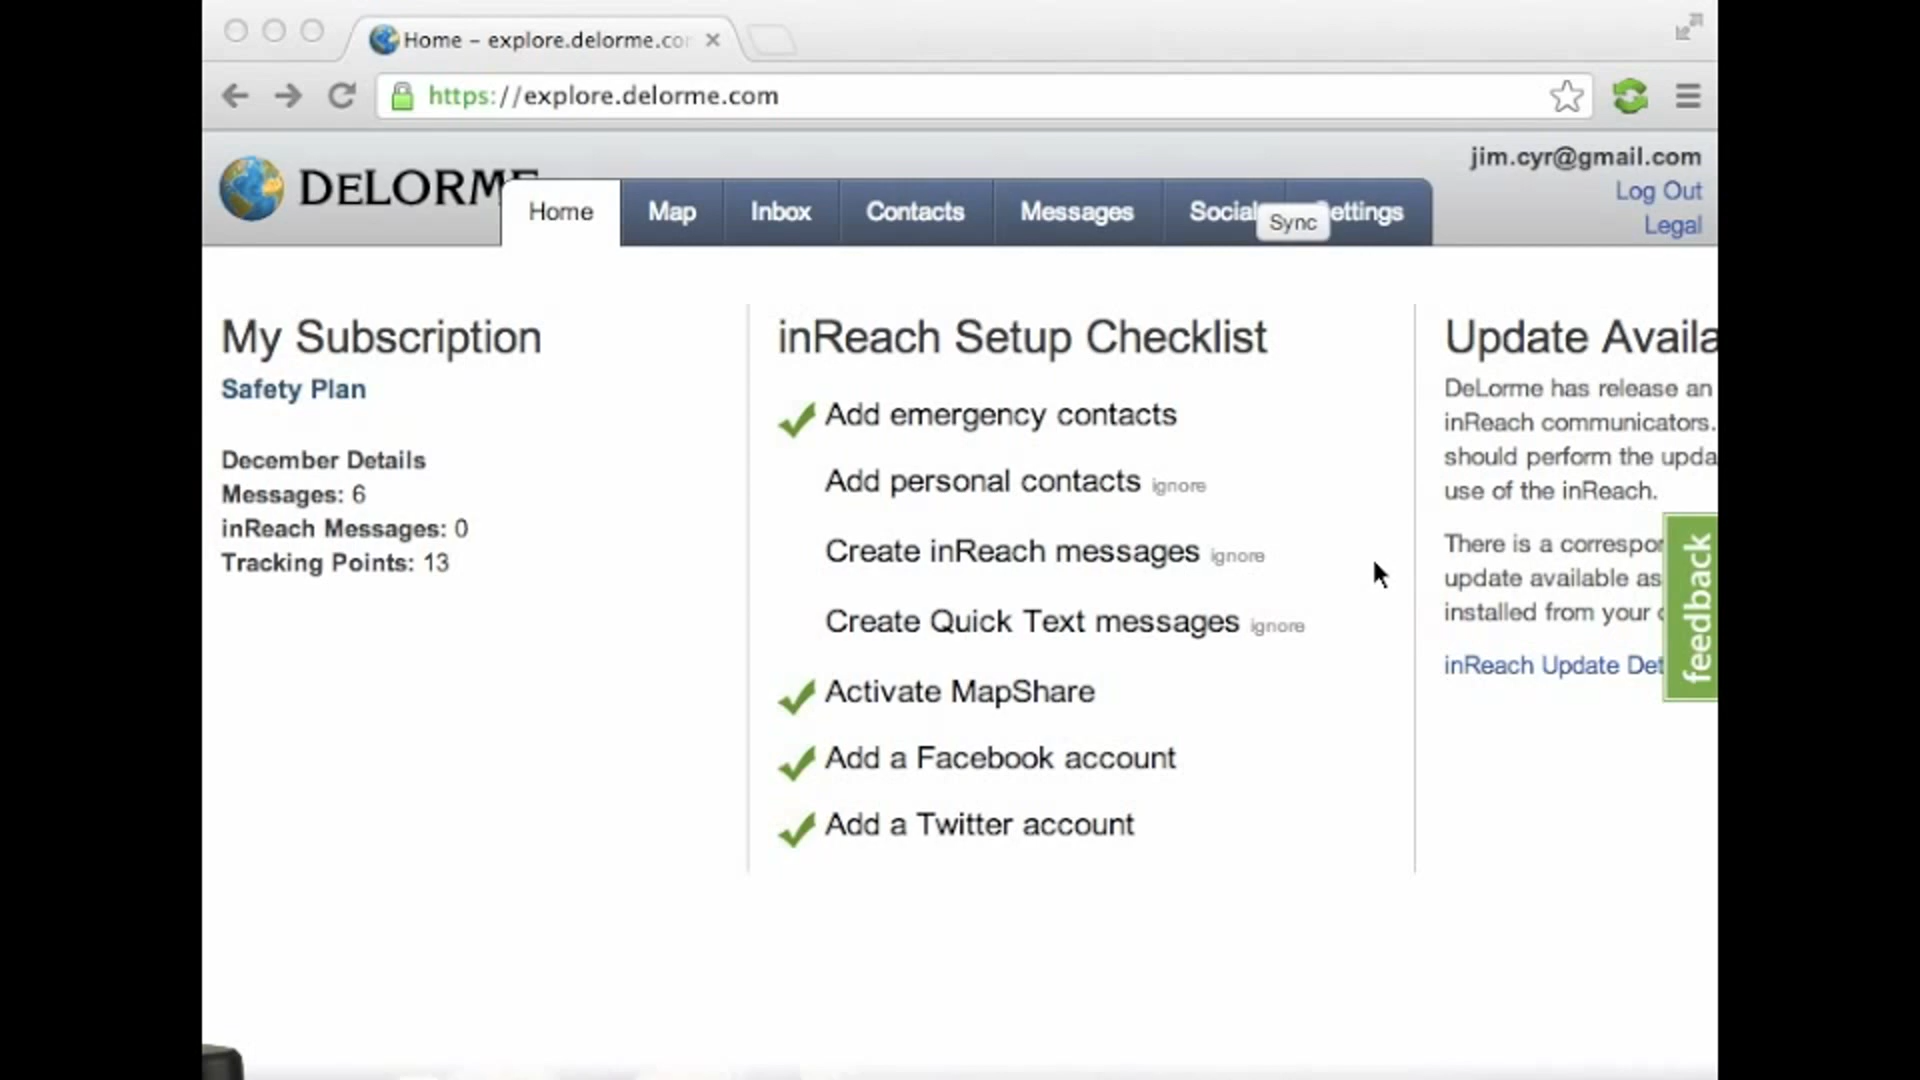 Home – explore.delorme.co
https://explore.delorme.com
jim.cyr@gmail.com
Log Out
Legal
DELORME
Home
Map
Inbox
Contacts
Messages
Social
Sync
ettings
My Subscription
Safety Plan
December Details
Messages: 6
inReach Messages: 0
Tracking Points: 13
inReach Setup Checklist
Add emergency contacts
Add personal contacts ignore
Create inReach messages ignore
Create Quick Text messages ignore
Activate MapShare
Add a Facebook account
Add a Twitter account
Update Availa
DeLorme has release an
inReach communicators.
should perform the upda
use of the inReach.
There is a correspo
update available as
installed from your
inReach Update Det
feedback